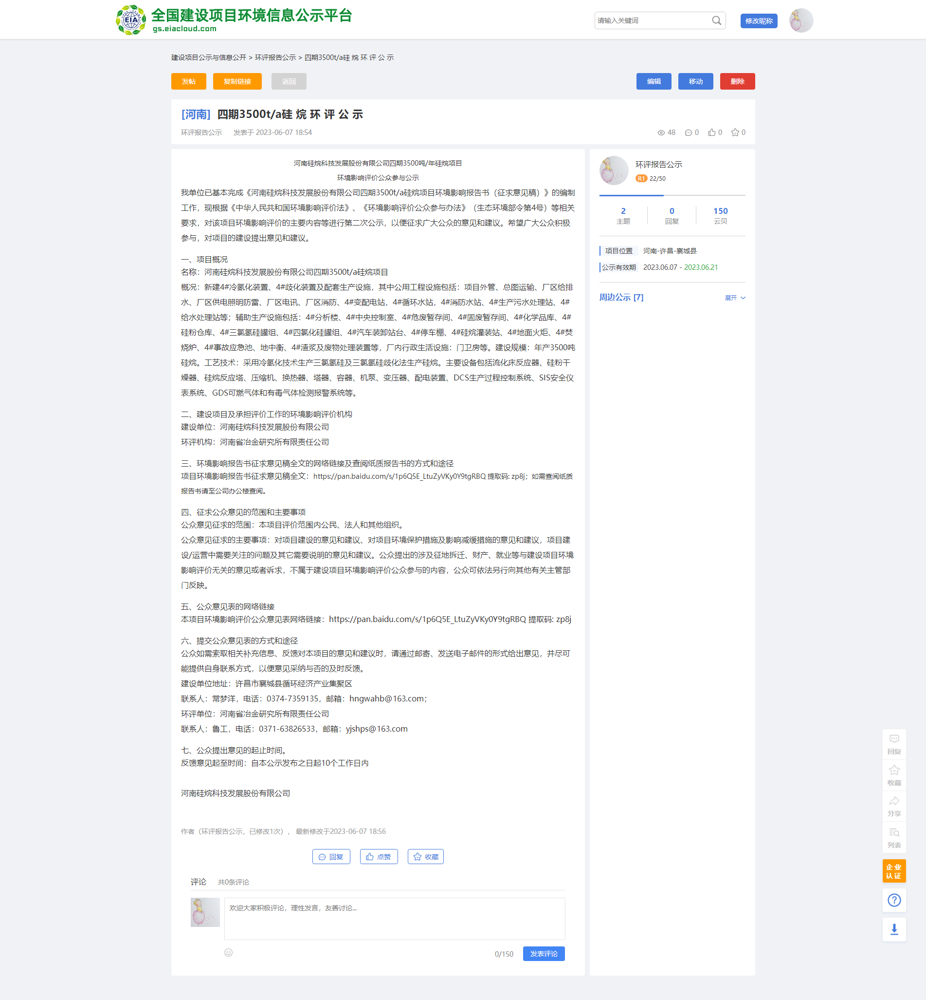 全国建设项目环境信息公示平台
gs.eiacloud.com
EIA
请输入关键词
修改昵称
建设项目公示与信息公开 > 环评报告公示 > 四期3500t/a硅 烷 环 评 公 示
发帖
复制链接
返回
编辑
移动
删除
[河南] 四期3500t/a硅 烷 环 评 公 示
环评报告公示 发表于 2023-06-07 18:54
48 0 0 0
河南硅烷科技发展股份有限公司四期3500吨/年硅烷项目
环境影响评价公众参与公示
我单位已基本完成《河南硅烷科技发展股份有限公司四期3500t/a硅烷项目环境影响报告书（征求意见稿）》的编制
工作，现根据《中华人民共和国环境影响评价法》、《环境影响评价公众参与办法》（生态环境部令第4号）等相关
要求，对该项目环境影响评价的主要内容等进行第二次公示，以便征求广大公众的意见和建议。希望广大公众积极
参与，对项目的建设提出意见和建议。
一、项目概况
名称：河南硅烷科技发展股份有限公司四期3500t/a硅烷项目
概况：新建4#冷氢化装置、4#歧化装置及配套生产设施，其中公用工程设施包括：项目外管、总图运输、厂区给排
水、厂区供电照明防雷、厂区电讯、厂区消防、4#变配电站，4#循环水站，4#消防水站、4#生产污水处理站、4#
给水处理站等；辅助生产设施包括：4#分析楼、4#中央控制室、4#危废暂存间、4#固废暂存间、4#化学品库、4#
硅粉仓库、4#三氯氢硅罐组、4#四氯化硅罐组、4#汽车装卸站台、4#停车棚、4#硅烷灌装站、4#地面火炬、4#焚
烧炉、4#事故应急池、地中衡、4#渣浆及废物处理装置等，厂内行政生活设施：门卫房等。建设规模：年产3500吨
硅烷。工艺技术：采用冷氢化技术生产三氯氢硅及三氯氢硅歧化法生产硅烷。主要设备包括流化床反应器、硅粉干
燥器、硅烷反应塔、压缩机、换热器、塔器、容器、机泵、变压器、配电装置、DCS生产过程控制系统、SIS安全仪
表系统、GDS可燃气体和有毒气体检测报警系统等。
二、建设项目及承担评价工作的环境影响评价机构
建设单位：河南硅烷科技发展股份有限公司
环评机构：河南省冶金研究所有限责任公司
三、环境影响报告书征求意见稿全文的网络链接及查阅纸质报告书的方式和途径
项目环境影响报告书征求意见稿全文：https://pan.baidu.com/s/1p6Q5E_LtuZyVKy0Y9tgRBQ 提取码: zp8j；如需查阅纸质
报告书请至公司办公楼查阅。
四、征求公众意见的范围和主要事项
公众意见征求的范围：本项目评价范围内公民、法人和其他组织。
公众意见征求的主要事项：对项目建设的意见和建议、对项目环境保护措施及影响减缓措施的意见和建议，项目建
设/运营中需要关注的问题及其它需要说明的意见和建议。公众提出的涉及征地拆迁、财产、就业等与建设项目环境
影响评价无关的意见或者诉求，不属于建设项目环境影响评价公众参与的内容，公众可依法另行向其他有关主管部
门反映。
五、公众意见表的网络链接
本项目环境影响评价公众意见表网络链接：https://pan.baidu.com/s/1p6Q5E_LtuZyVKy0Y9tgRBQ 提取码: zp8j
六、提交公众意见表的方式和途径
公众如需索取相关补充信息、反馈对本项目的意见和建议时，请通过邮寄、发送电子邮件的形式给出意见，并尽可
能提供自身联系方式，以便意见采纳与否的及时反馈。
建设单位地址：许昌市襄城县循环经济产业集聚区
联系人：常梦洋，电话：0374-7359135，邮箱：hngwahb@163.com；
环评单位：河南省冶金研究所有限责任公司
联系人：鲁工，电话：0371-63826533，邮箱：yjshps@163.com
七、公众提出意见的起止时间。
反馈意见起至时间：自本公示发布之日起10个工作日内
河南硅烷科技发展股份有限公司
作者（环评报告公示，已修改1次）， 最新修改于2023-06-07 18:56
回复
点赞
收藏
评论 共0条评论
欢迎大家积极评论，理性发言，友善讨论...
0/150
发表评论
环评报告公示
R1 22/50
2 0 150
主题 回复 云贝
项目位置 河南-许昌-襄城县
公示有效期 2023.06.07 - 2023.06.21
周边公示 [7] 展开
回复
收藏
分享
列表
企业
认证